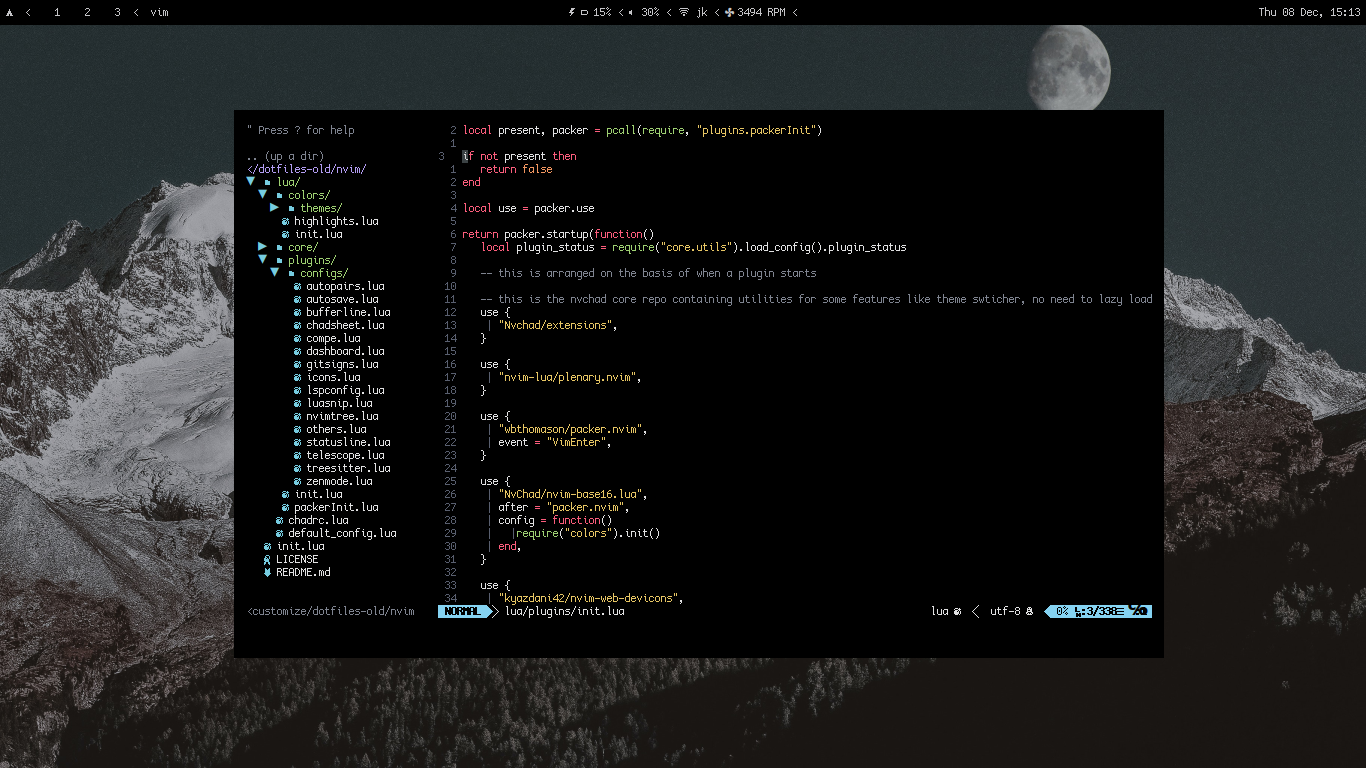 1 2 3 vim 15% 30% jk 3494 RPM Thu 08 Dec, 15:13
" Press ? for help
.. (up a dir)
</dotfiles-old/nvim/
lua/
colors/
themes/
highlights.lua
init.lua
core/
plugins/
configs/
autopairs.lua
autosave.lua
bufferline.lua
chadsheet.lua
compe.lua
dashboard.lua
gitsigns.lua
icons.lua
lspconfig.lua
luasnip.lua
nvimtree.lua
others.lua
statusline.lua
telescope.lua
treesitter.lua
zenmode.lua
init.lua
packerInit.lua
chadrc.lua
default_config.lua
init.lua
LICENSE
README.md
<customize/dotfiles-old/nvim
2 local present, packer = pcall(require, "plugins.packerInit")
1
3 if not present then
1 return false
2 end
3
4 local use = packer.use
5
6 return packer.startup(function()
7 local plugin_status = require("core.utils").load_config().plugin_status
8
9 -- this is arranged on the basis of when a plugin starts
10
11 -- this is the nvchad core repo containing utilities for some features like theme swticher, no need to lazy load
12 use {
13 "Nvchad/extensions",
14 }
15
16 use {
17 "nvim-lua/plenary.nvim",
18 }
19
20 use {
21 "wbthomason/packer.nvim",
22 event = "VimEnter",
23 }
24
25 use {
26 "NvChad/nvim-base16.lua",
27 after = "packer.nvim",
28 config = function()
29 require("colors").init()
30 end,
31 }
32
33 use {
34 "kyazdani42/nvim-web-devicons",
NORMAL lua/plugins/init.lua lua utf-8 0% :3/338